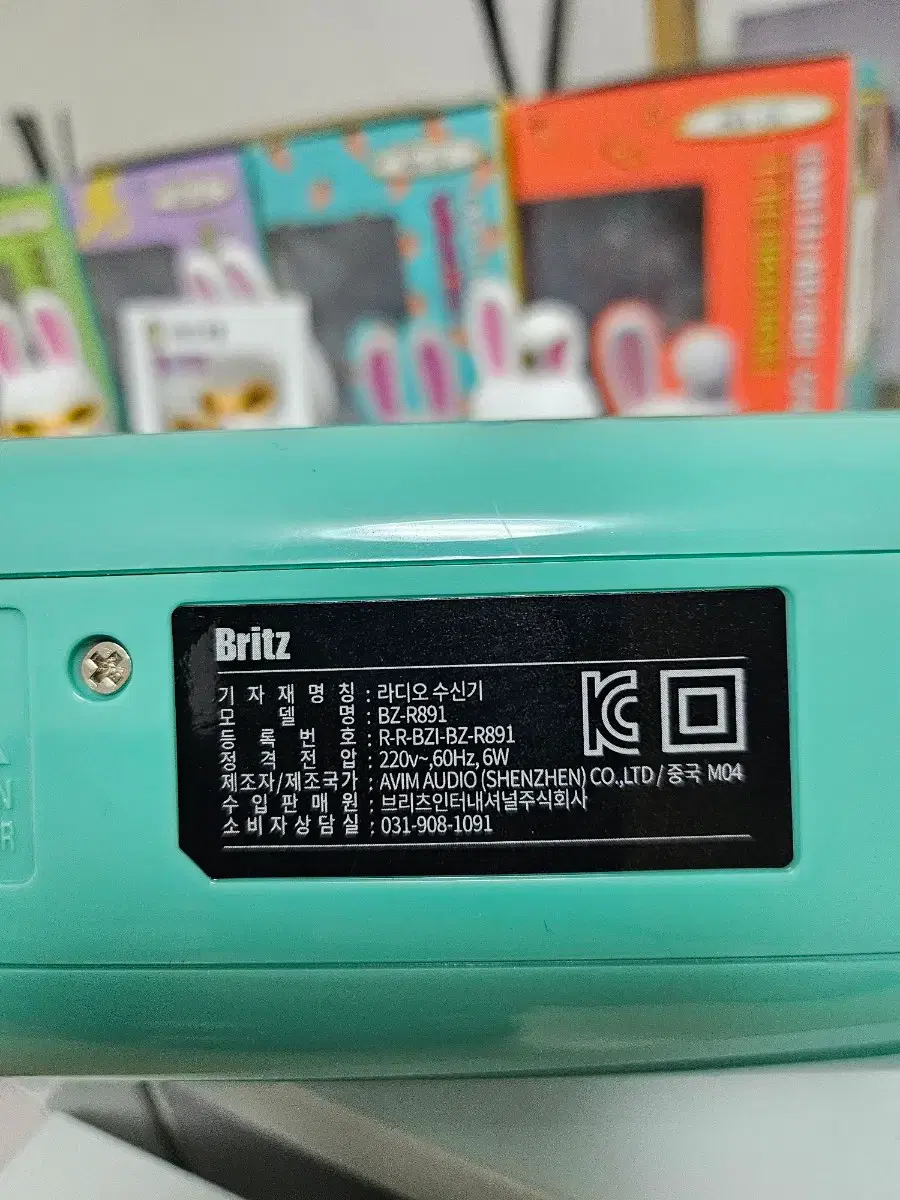 Britz
기자재명칭 : 라디오 수신기
모델명 : BZ-R891
등록번호 : R-R-BZI-BZ-R891
정격전압 : 220v~,60Hz, 6W
제조자/제조국가 : AVIM AUDIO (SHENZHEN) CO.,LTD / 중국 M04
수입판매원 : 브리츠인터내셔널주식회사
소비자상담실 : 031-908-1091